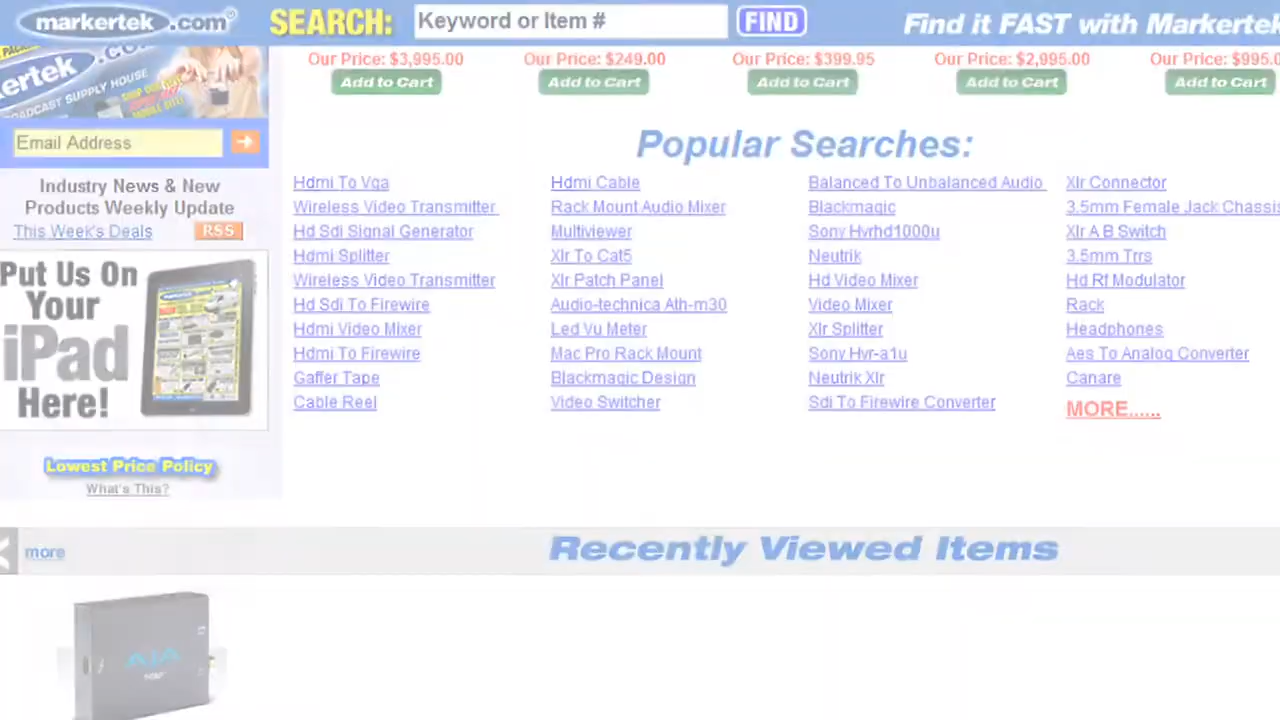 markertek.com® SEARCH: Keyword or Item # FIND Find it FAST with Markertek
Our Price: $3,995.00 Our Price: $249.00 Our Price: $399.95 Our Price: $2,995.00 Our Price: $995.0
Add to Cart Add to Cart Add to Cart Add to Cart Add to Cart
BROADCAST SUPPLY HOUSE
Email Address
Industry News & New
Products Weekly Update
This Week's Deals RSS
Put Us On
Your
iPad
Here!
Lowest Price Policy
What's This?
Popular Searches:
Hdmi To Vga Hdmi Cable Balanced To Unbalanced Audio Xlr Connector
Wireless Video Transmitter Rack Mount Audio Mixer Blackmagic 3.5mm Female Jack Chassis
Hd Sdi Signal Generator Multiviewer Sony Hvrhd1000u Xlr A B Switch
Hdmi Splitter Xlr To Cat5 Neutrik 3.5mm Trrs
Wireless Video Transmitter Xlr Patch Panel Hd Video Mixer Hd Rf Modulator
Hd Sdi To Firewire Audio-technica Ath-m30 Video Mixer Rack
Hdmi Video Mixer Led Vu Meter Xlr Splitter Headphones
Hdmi To Firewire Mac Pro Rack Mount Sony Hvr-a1u Aes To Analog Converter
Gaffer Tape Blackmagic Design Neutrik Xlr Canare
Cable Reel Video Switcher Sdi To Firewire Converter MORE......
more Recently Viewed Items
AJA